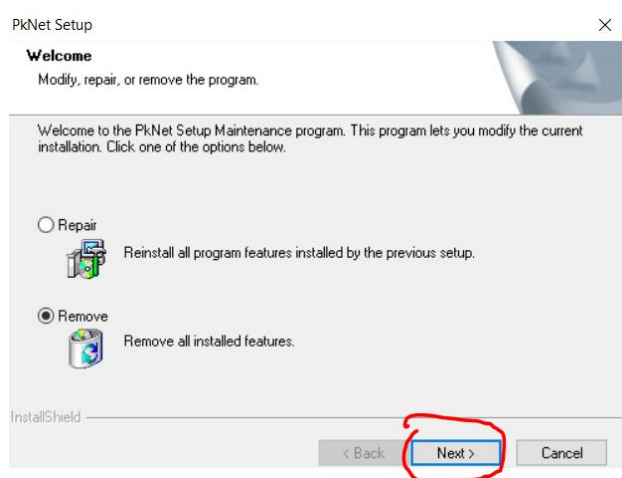 PkNet Setup
Welcome
Modify, repair, or remove the program.
Welcome to the PkNet Setup Maintenance program. This program lets you modify the current
installation. Click one of the options below.
Repair
Reinstall all program features installed by the previous setup.
Remove
Remove all installed features.
InstallShield
< Back
Next >
Cancel